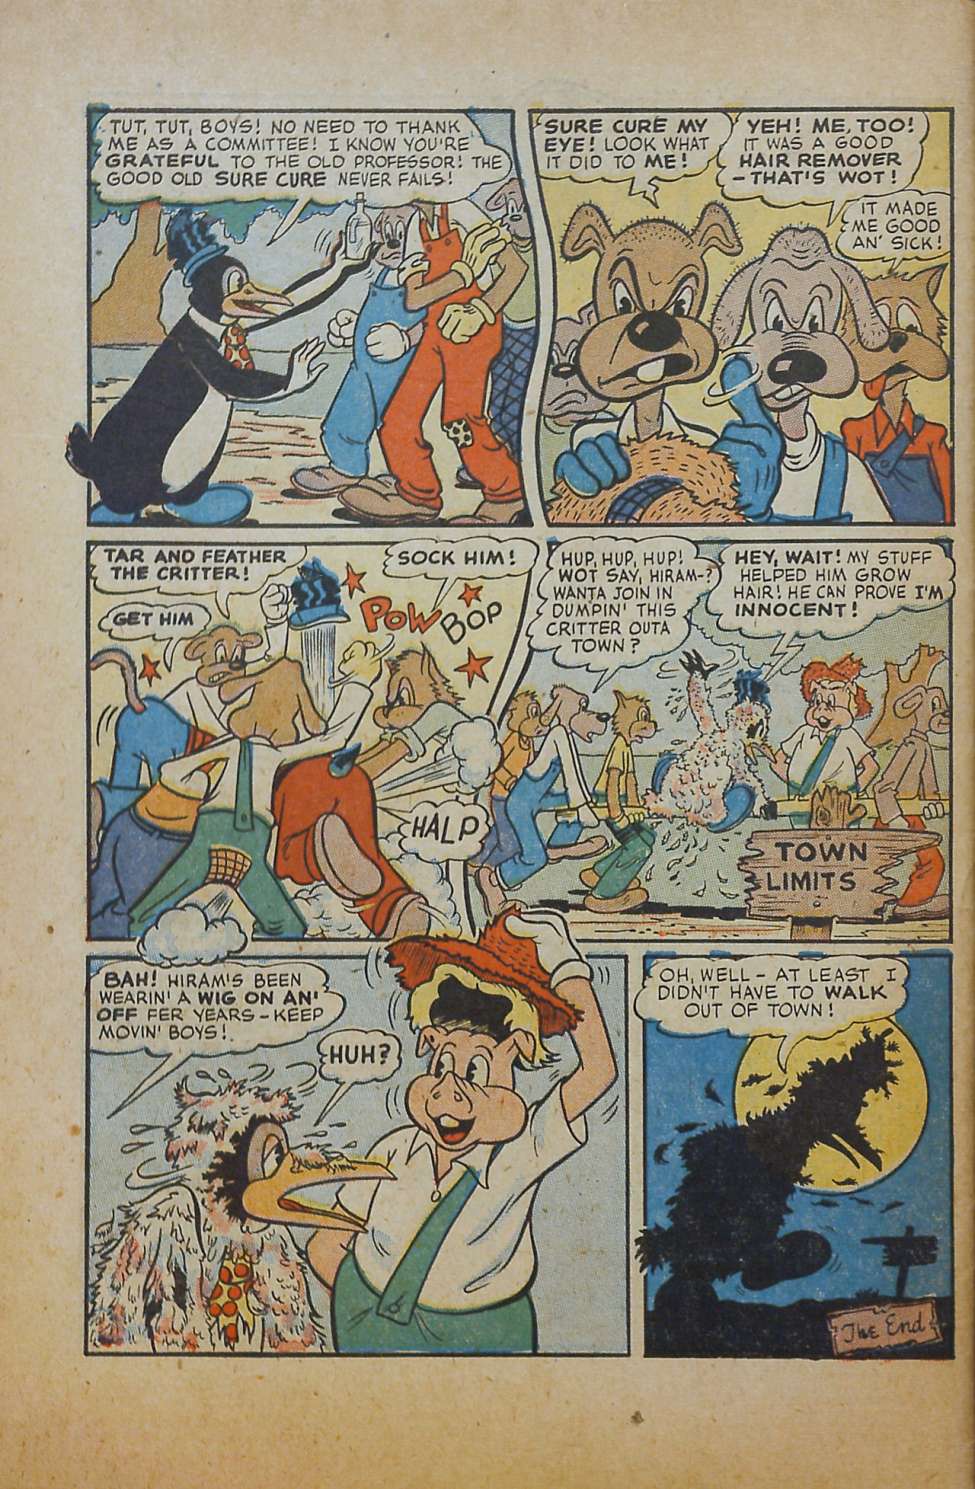 TUT, TUT, BOYS! NO NEED TO THANK
ME AS A COMMITTEE! I KNOW YOU'RE
GRATEFUL TO THE OLD PROFESSOR! THE
GOOD OLD SURE CURE NEVER FAILS!
SURE CURE MY
EYE! LOOK WHAT
IT DID TO ME!
YEH! ME, TOO!
IT WAS A GOOD
HAIR REMOVER
—THAT'S WOT!
IT MADE
ME GOOD
AN' SICK!
TAR AND FEATHER
THE CRITTER!
GET HIM
SOCK HIM!
POW
BOP
HALP
HUP, HUP, HUP!
WOT SAY, HIRAM-?
WANTA JOIN IN
DUMPIN' THIS
CRITTER OUTA
TOWN?
HEY, WAIT! MY STUFF
HELPED HIM GROW
HAIR! HE CAN PROVE I'M
INNOCENT!
TOWN
LIMITS
BAH! HIRAM'S BEEN
WEARIN' A WIG ON AN'
OFF FER YEARS—KEEP
MOVIN' BOYS!
HUH?
OH, WELL— AT LEAST I
DIDN'T HAVE TO WALK
OUT OF TOWN!
The End